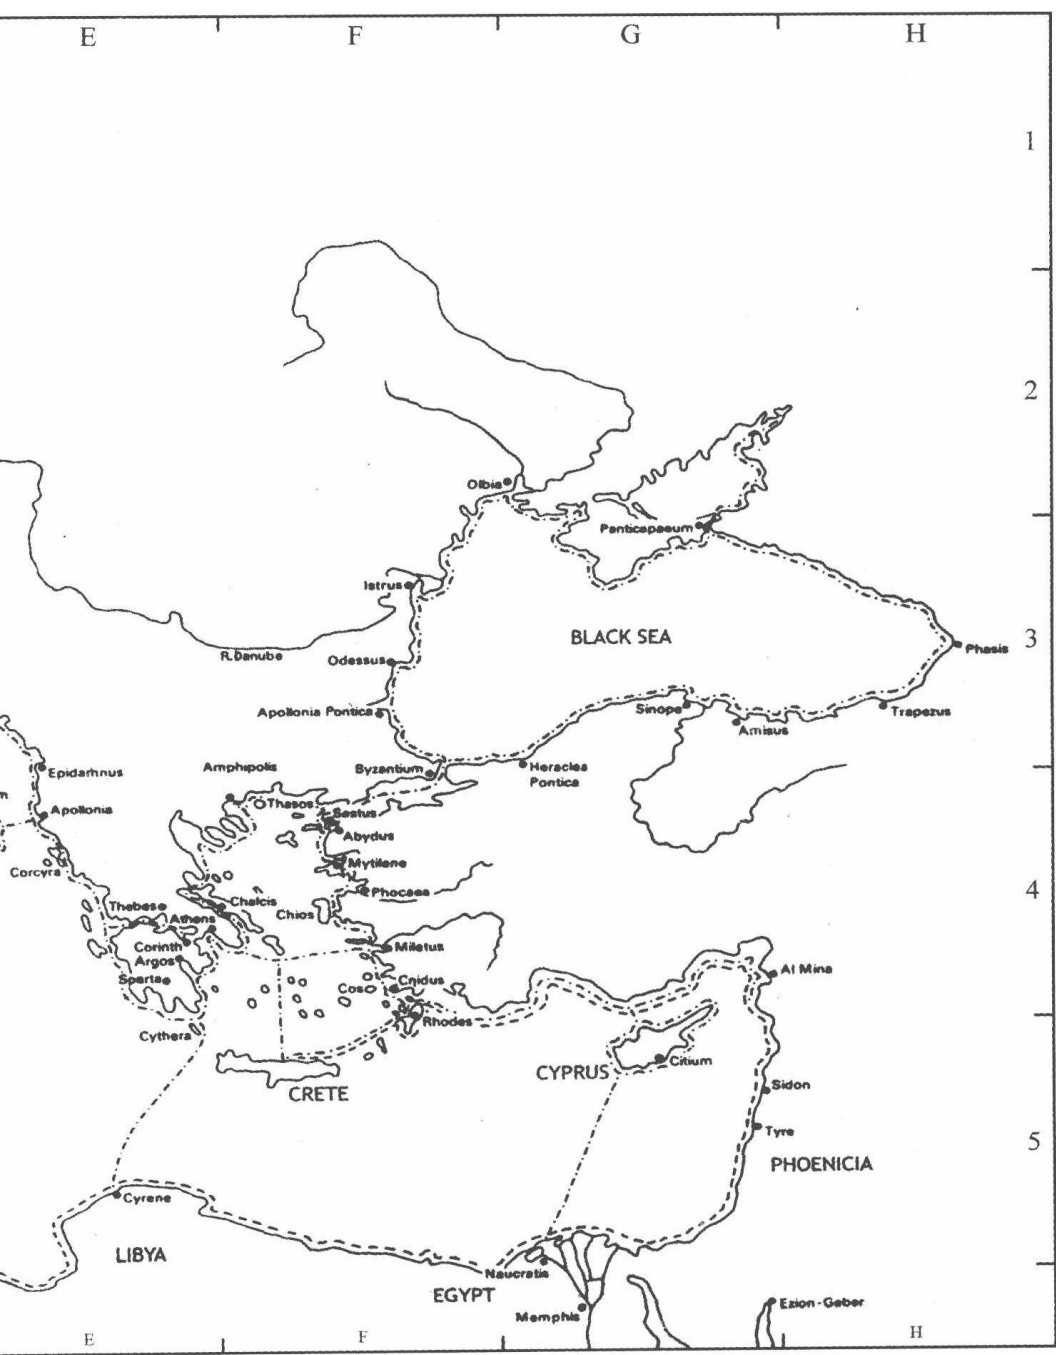 E F G H
1
2
Olbia
Panticapaeum
Istrus
BLACK SEA
3
Phasis
R.Danube
Odessus
Sinope
Trapezus
Apollonia Pontica
Amisus
Epidamnus
Amphipolis
Byzantium
Heraclea
Pontica
Apollonia
Thasos
Sestus
Abydus
Mytilene
Corcyra
Phocaea
4
Thebes
Chalcis
Chios
Athens
Corinth
Miletus
Argos
Al Mina
Sparta
Cos
Cnidus
Rhodes
Cythera
Citium
CYPRUS
Sidon
CRETE
Tyre
5
PHOENICIA
Cyrene
LIBYA
Naucratis
EGYPT
Ezion-Geber
Memphis
E F H